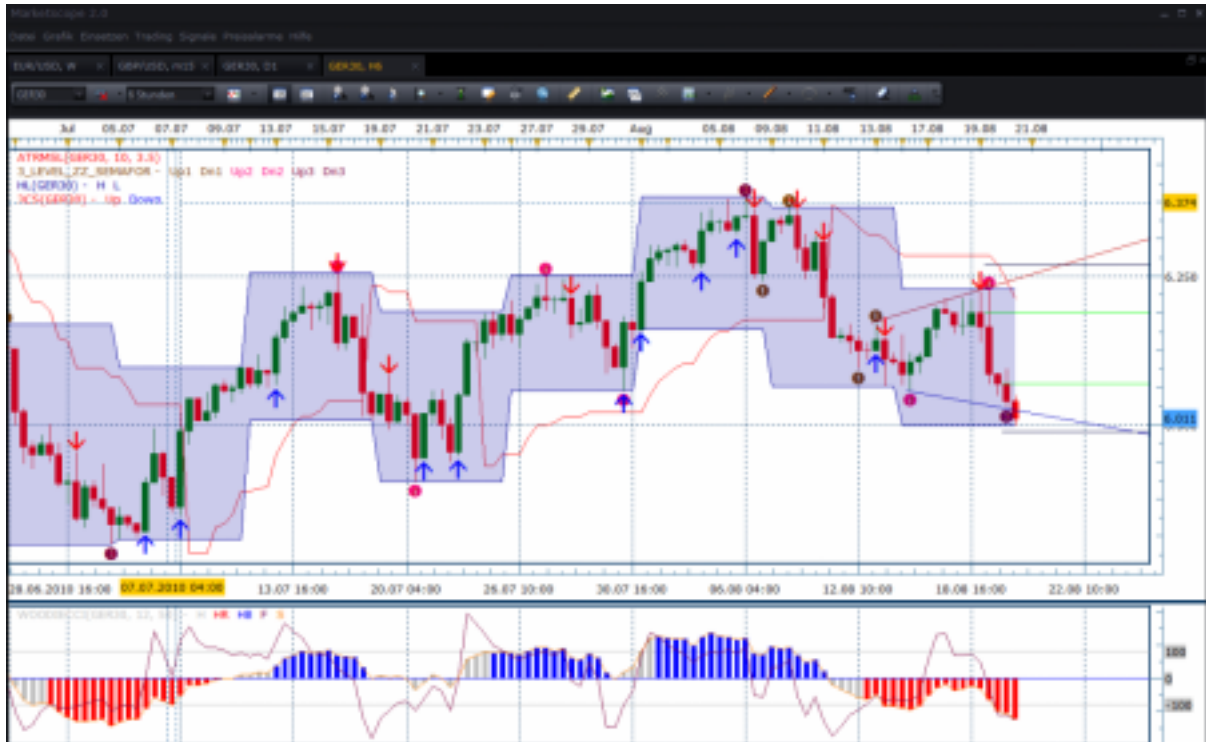 Marketscope 2.0
Datei Grafik Einsetzen Trading Signale Preisalarme Hilfe
EUR/USD, W GBP/USD, m15 GER30, D1 GER30, H6
GER30 6 Stunden
Jul 05.07 07.07 09.07 13.07 15.07 19.07 21.07 23.07 27.07 29.07 Aug 05.08 09.08 11.08 13.08 17.08 19.08 21.08
ATRMSL(GER30, 10, 3.5)
3_LEVEL_ZZ_SEMAFOR - Up1 Dn1 Up2 Dn2 Up3 Dn3
HL(GER30) - H L
3CS(GER30) - Up Down
6.274
6.250
6.011
28.06.2010 16:00 07.07.2010 04:00 13.07 16:00 20.07 04:00 26.07 10:00 30.07 16:00 06.08 04:00 12.08 10:00 18.08 16:00 22.08 10:00
H HR HB P S
100
0
-100